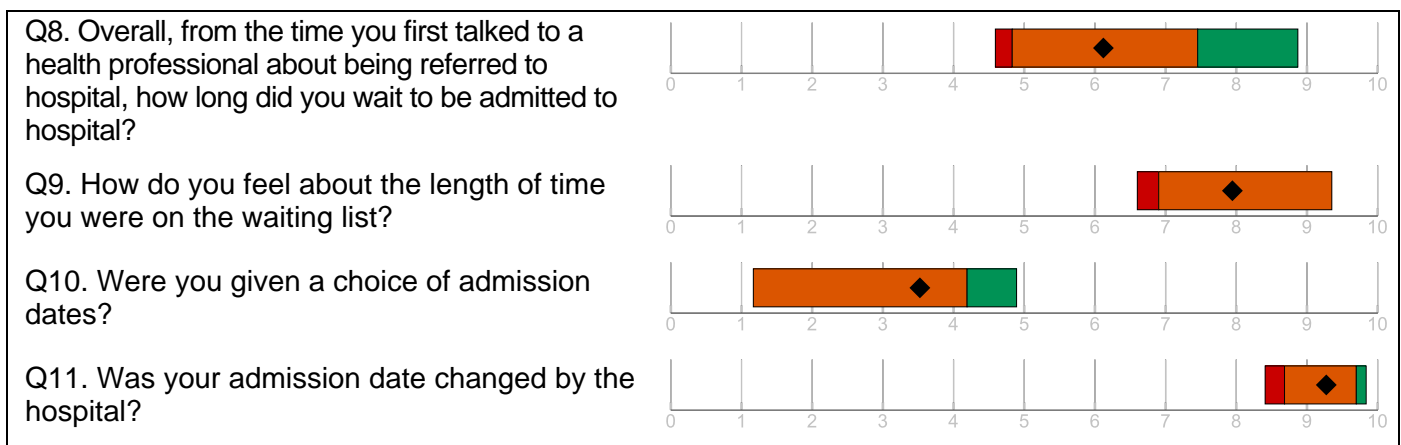 Q8. Overall, from the time you first talked to a
health professional about being referred to
hospital, how long did you wait to be admitted to
hospital?
0 1 2 3 4 5 6 7 8 9 10
Q9. How do you feel about the length of time
you were on the waiting list?
0 1 2 3 4 5 6 7 8 9 10
Q10. Were you given a choice of admission
dates?
0 1 2 3 4 5 6 7 8 9 10
Q11. Was your admission date changed by the
hospital?
0 1 2 3 4 5 6 7 8 9 10